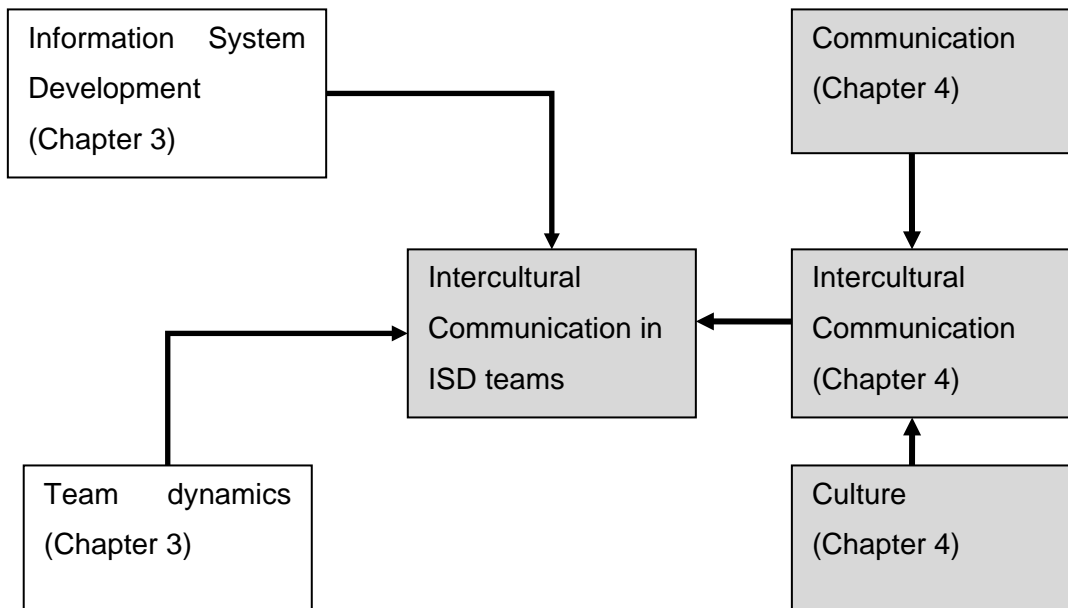 Information System
Development
(Chapter 3)
Communication
(Chapter 4)
Intercultural
Communication in
ISD teams
Intercultural
Communication
(Chapter 4)
Team dynamics
(Chapter 3)
Culture
(Chapter 4)